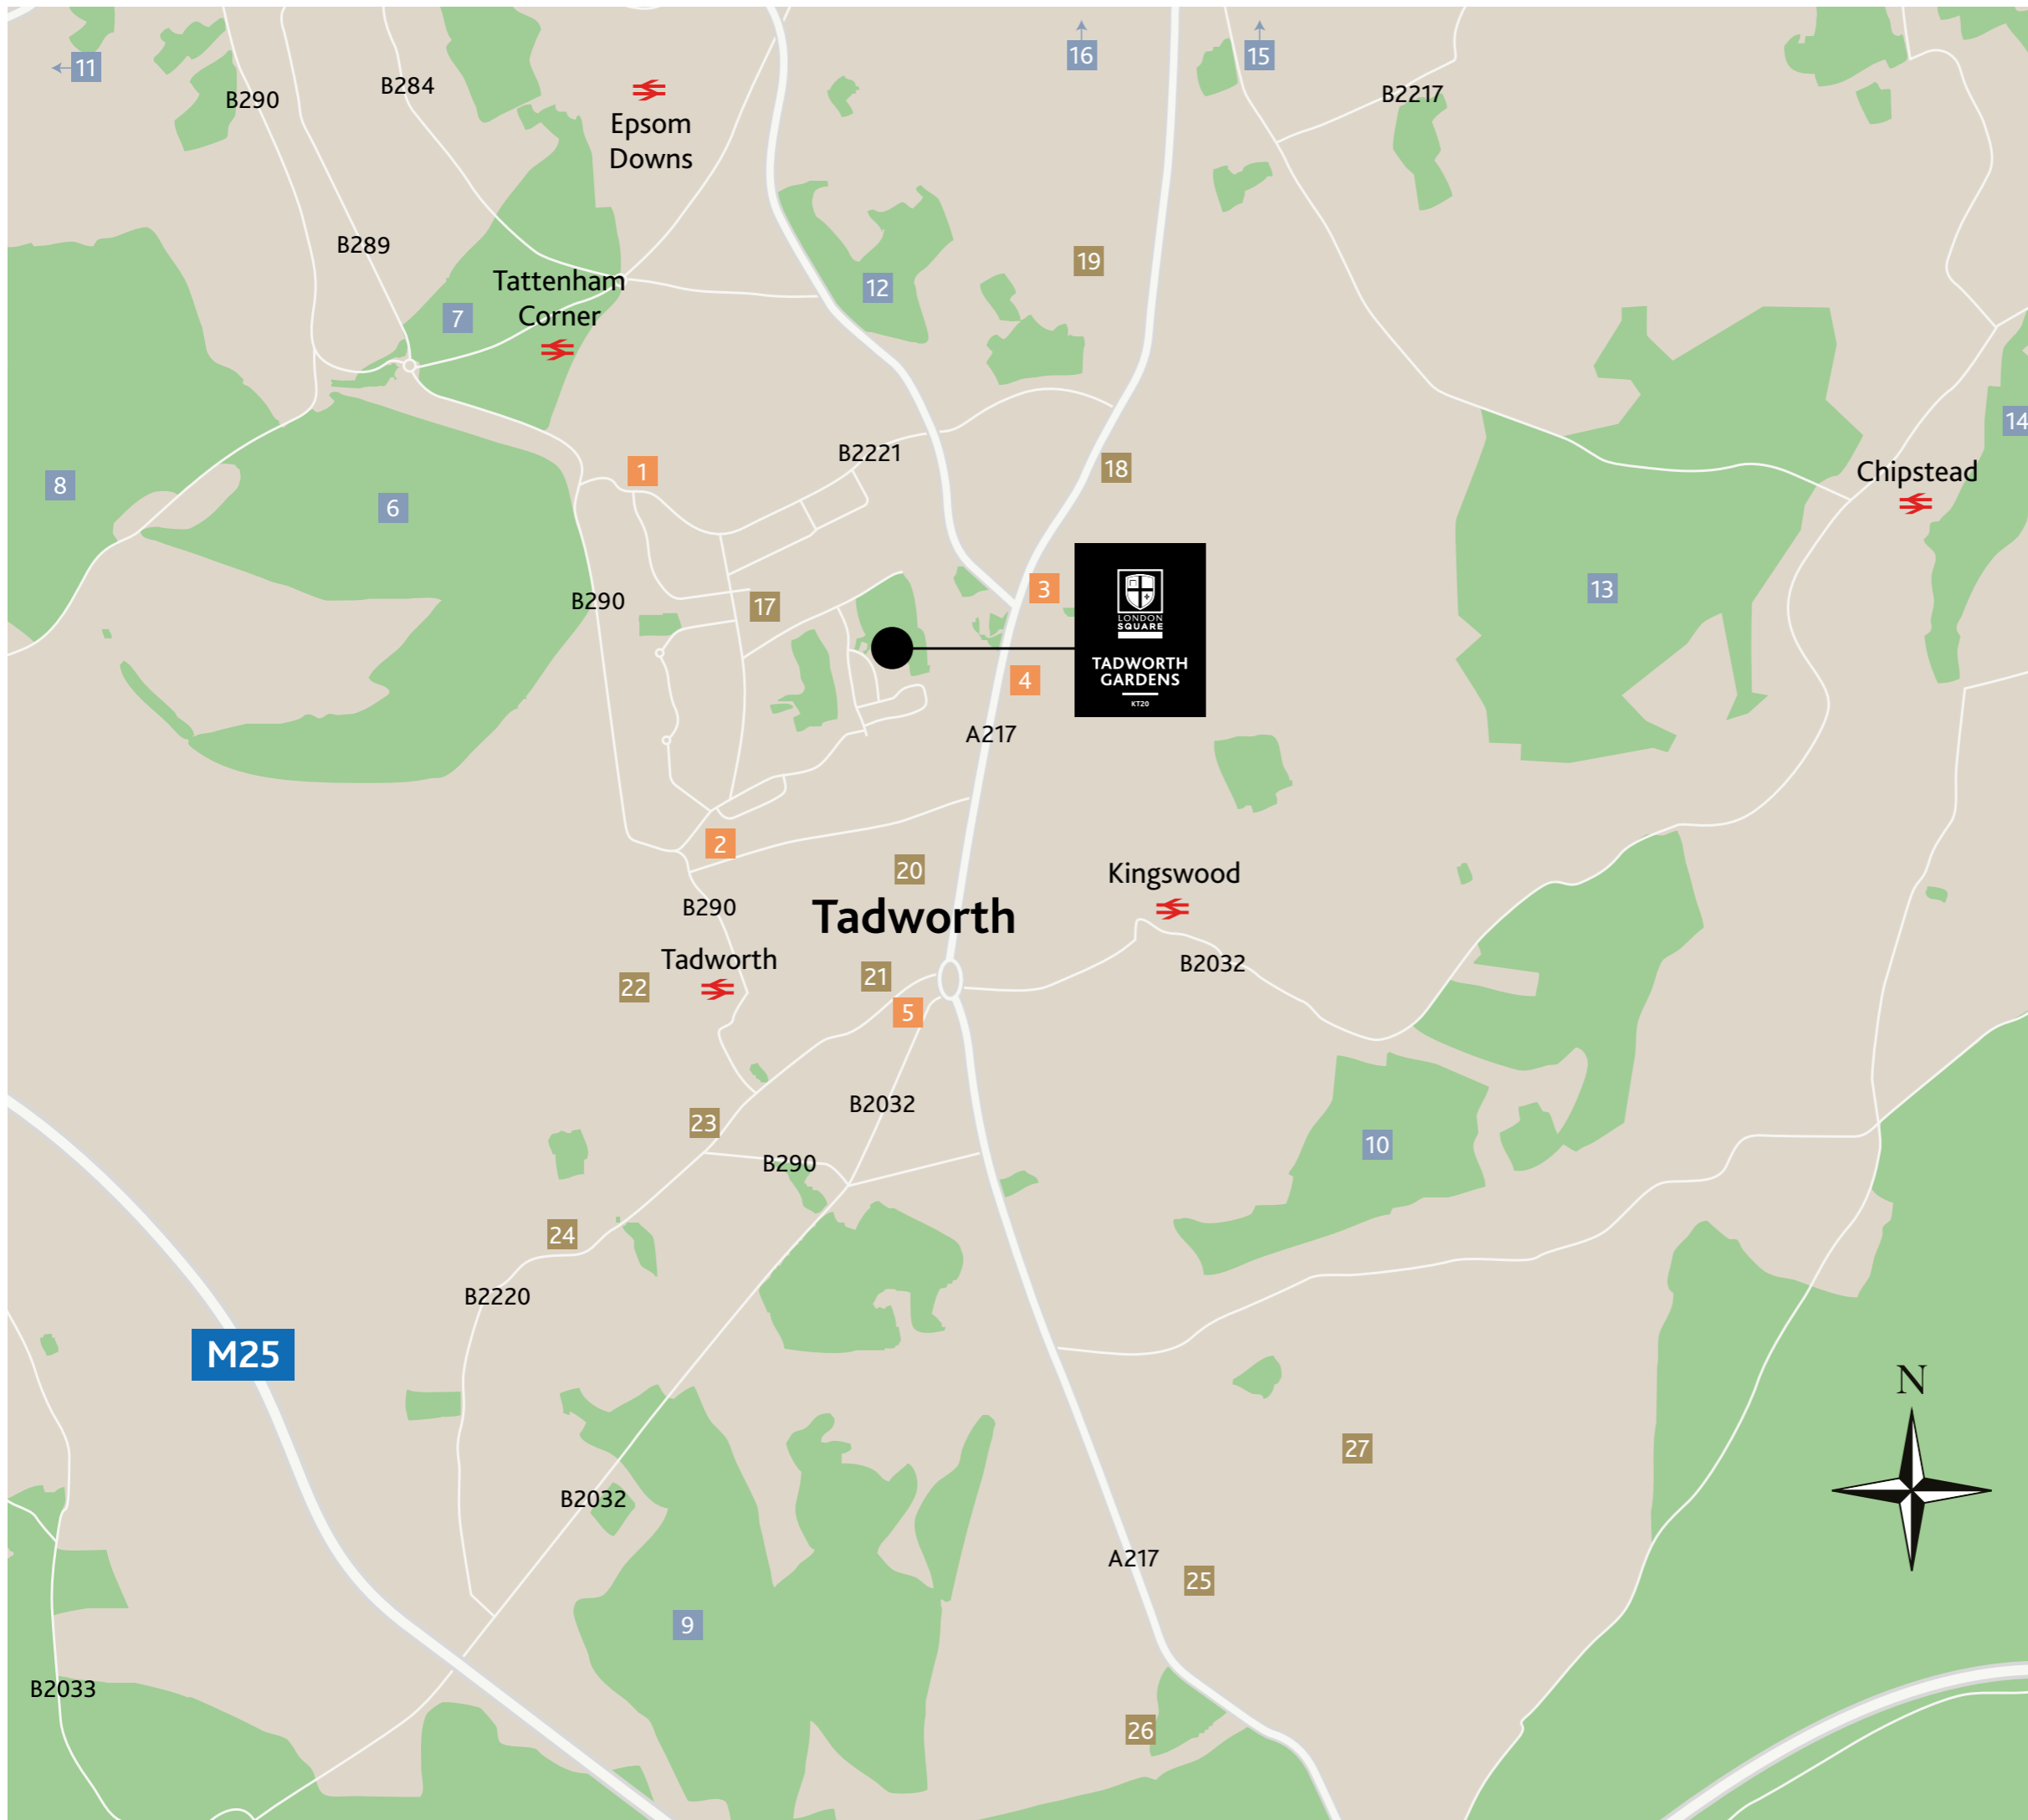 16
15
11
B284
B2217
B290
Epsom
Downs
B289
19
Tattenham
Corner
12
7
14
B2221
18
1
Chipstead
8
6
3
13
B290
17
LONDON
SQUARE
TADWORTH
GARDENS
KT20
4
A217
2
20
Kingswood
B290
Tadworth
Tadworth
B2032
21
22
5
B2032
23
10
B290
24
B2220
M25
N
27
B2032
A217
25
9
B2033
26